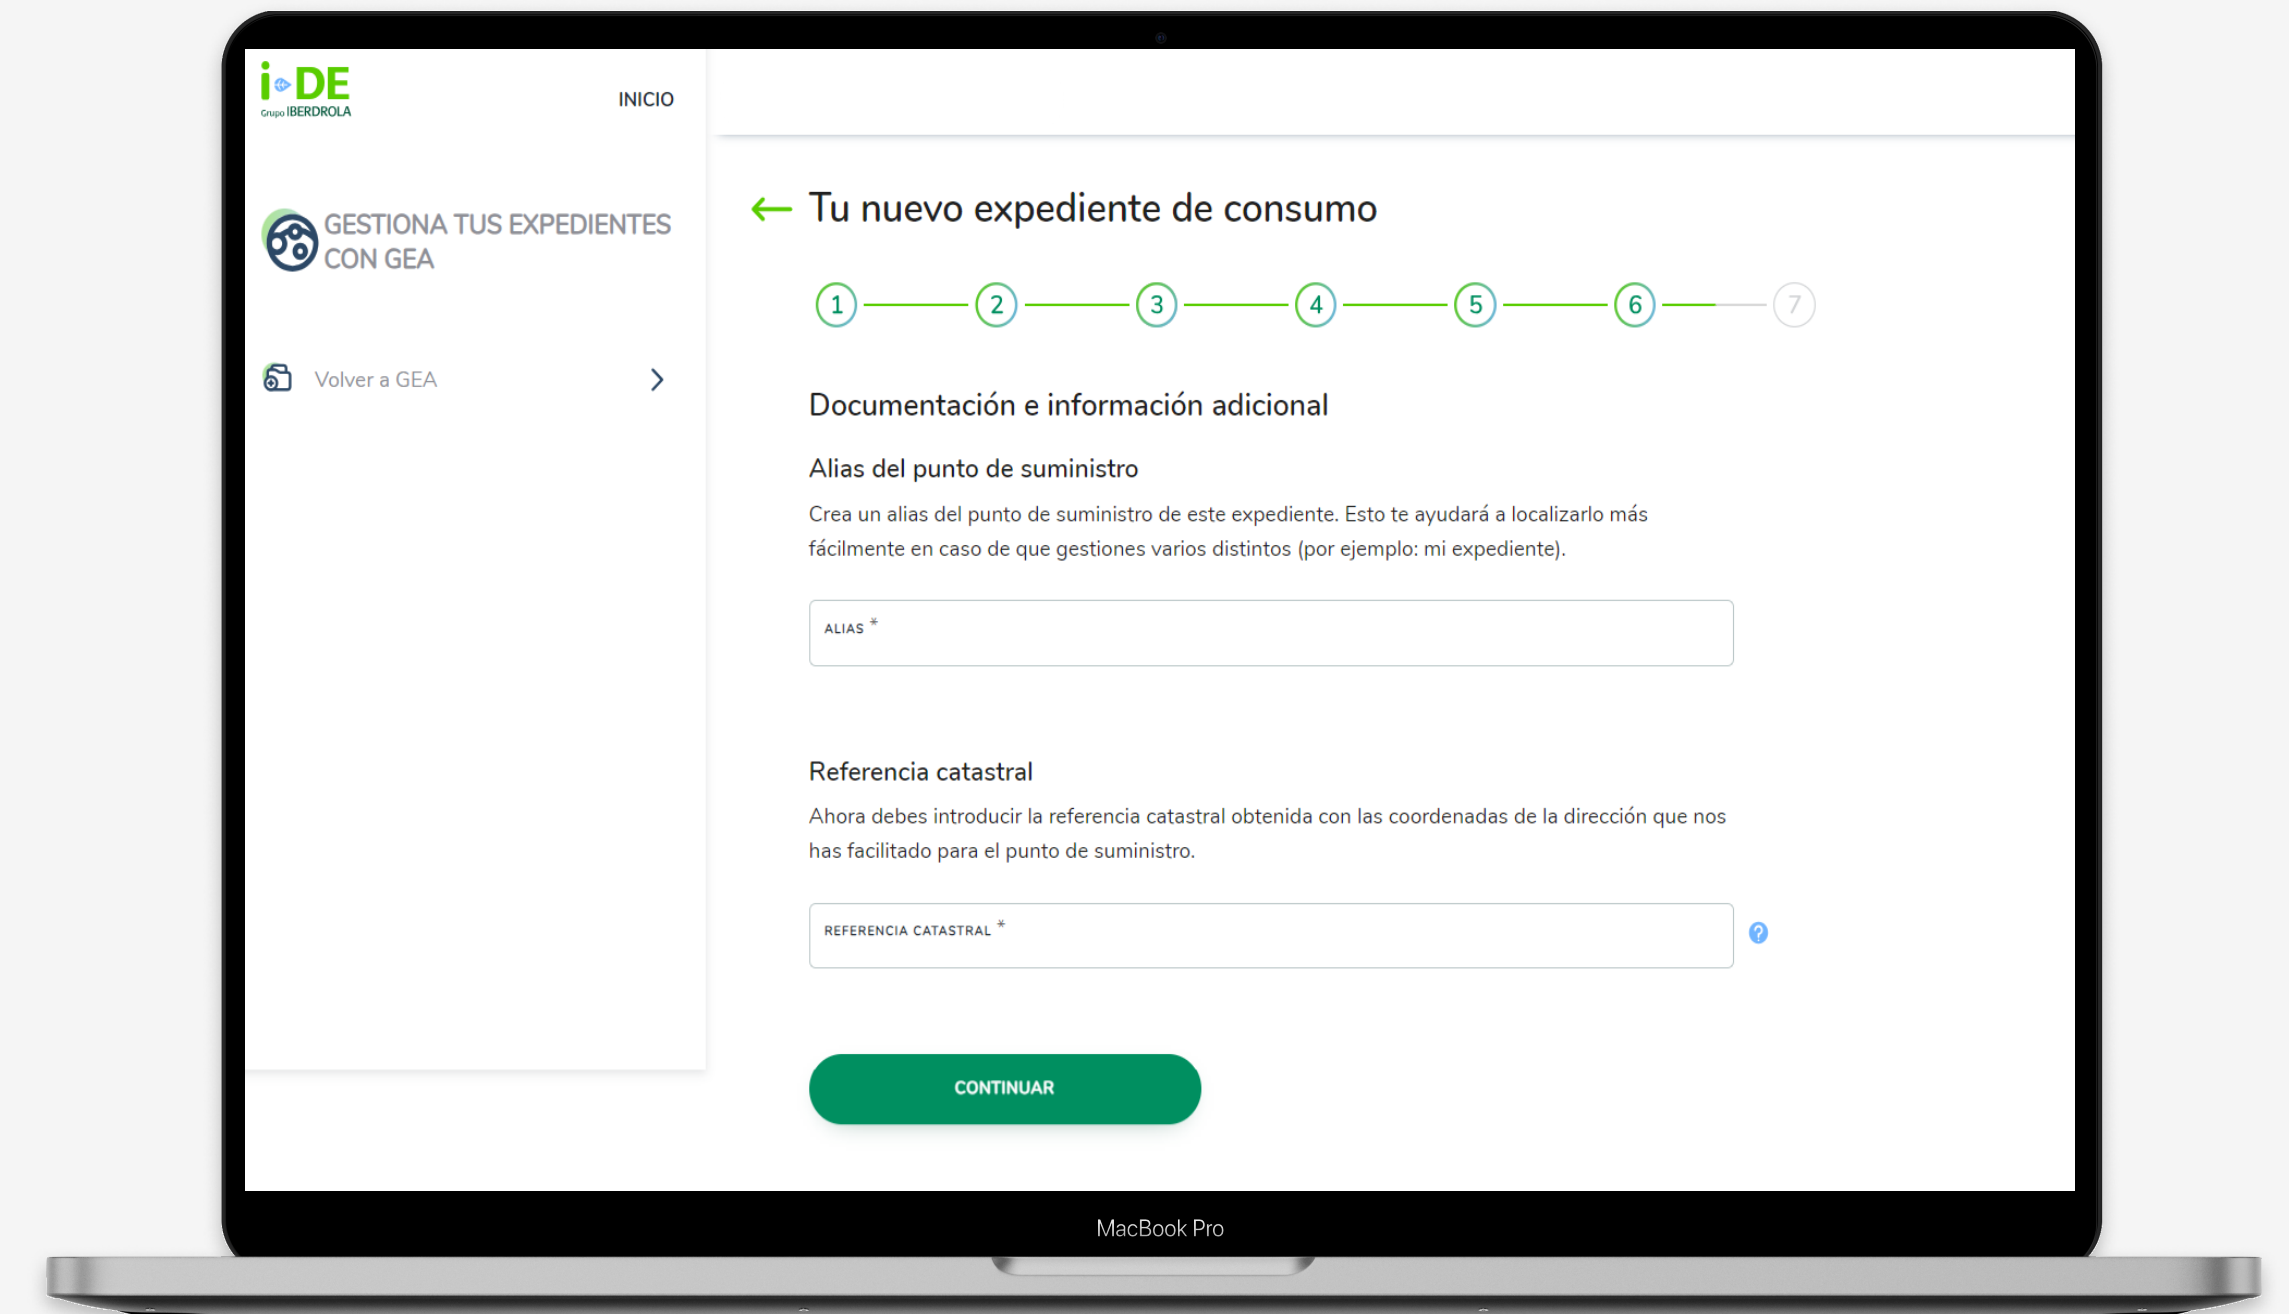 i DE
Grupo IBERDROLA
INICIO
GESTIONA TUS EXPEDIENTES
CON GEA
Volver a GEA
Tu nuevo expediente de consumo
1 2 3 4 5 6 7
Documentación e información adicional
Alias del punto de suministro
Crea un alias del punto de suministro de este expediente. Esto te ayudará a localizarlo más
fácilmente en caso de que gestiones varios distintos (por ejemplo: mi expediente).
ALIAS *
Referencia catastral
Ahora debes introducir la referencia catastral obtenida con las coordenadas de la dirección que nos
has facilitado para el punto de suministro.
REFERENCIA CATASTRAL *
?
CONTINUAR
MacBook Pro